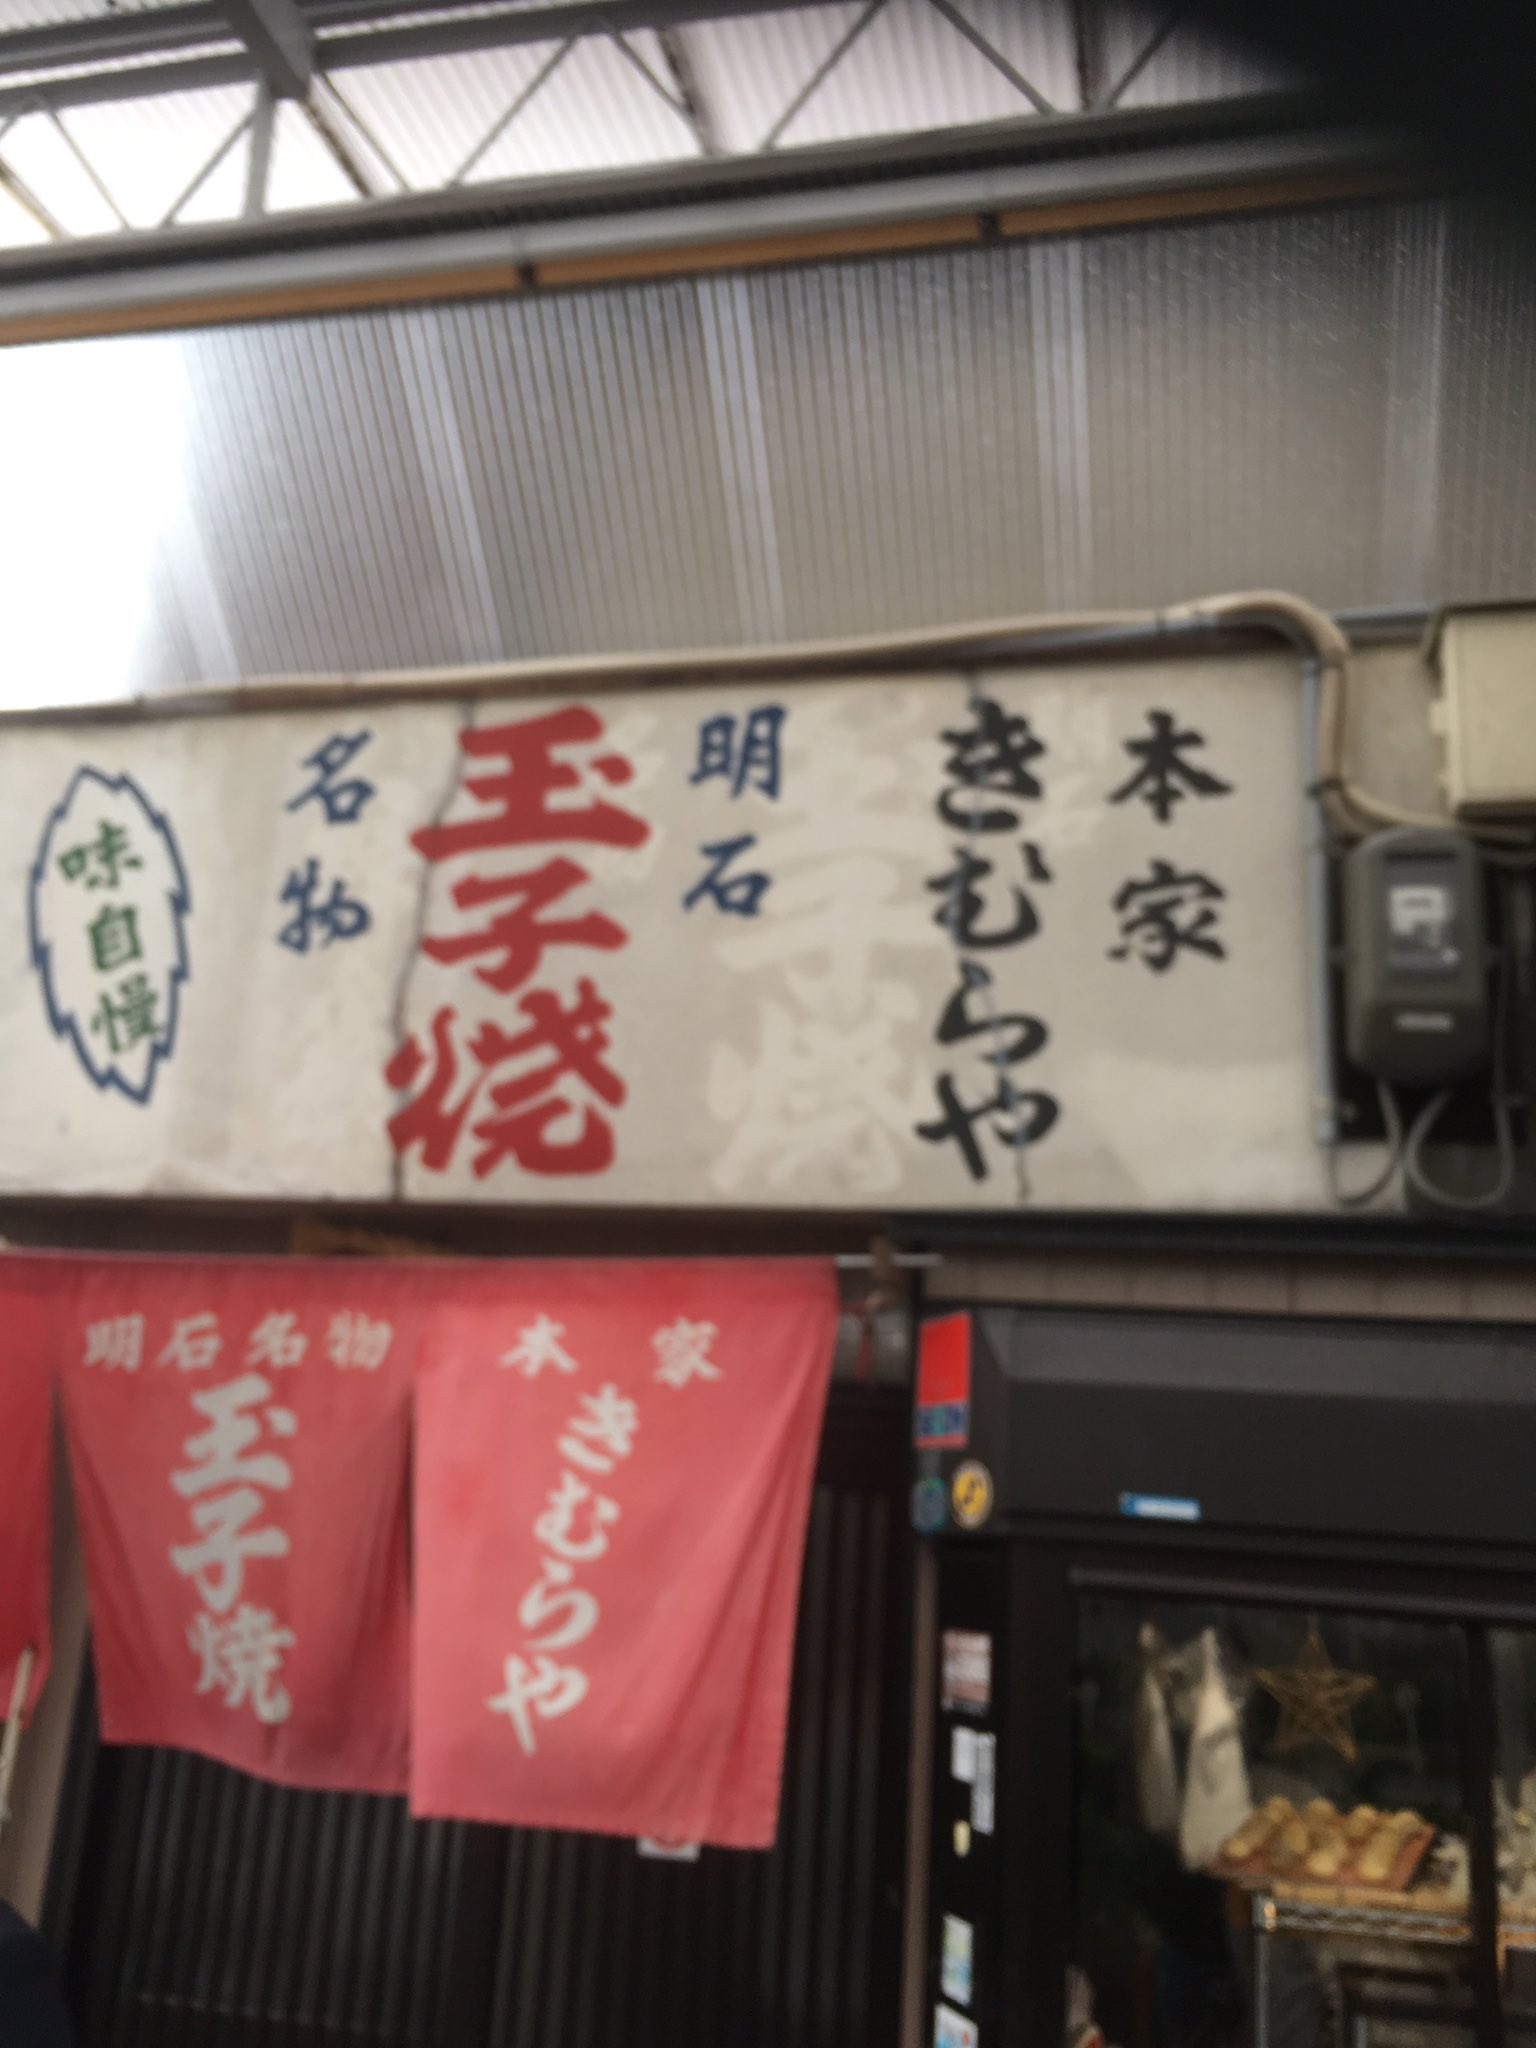 本家
きむらや
明石
玉子焼
名物
味自慢
本家
きむらや
明石名物
玉子焼